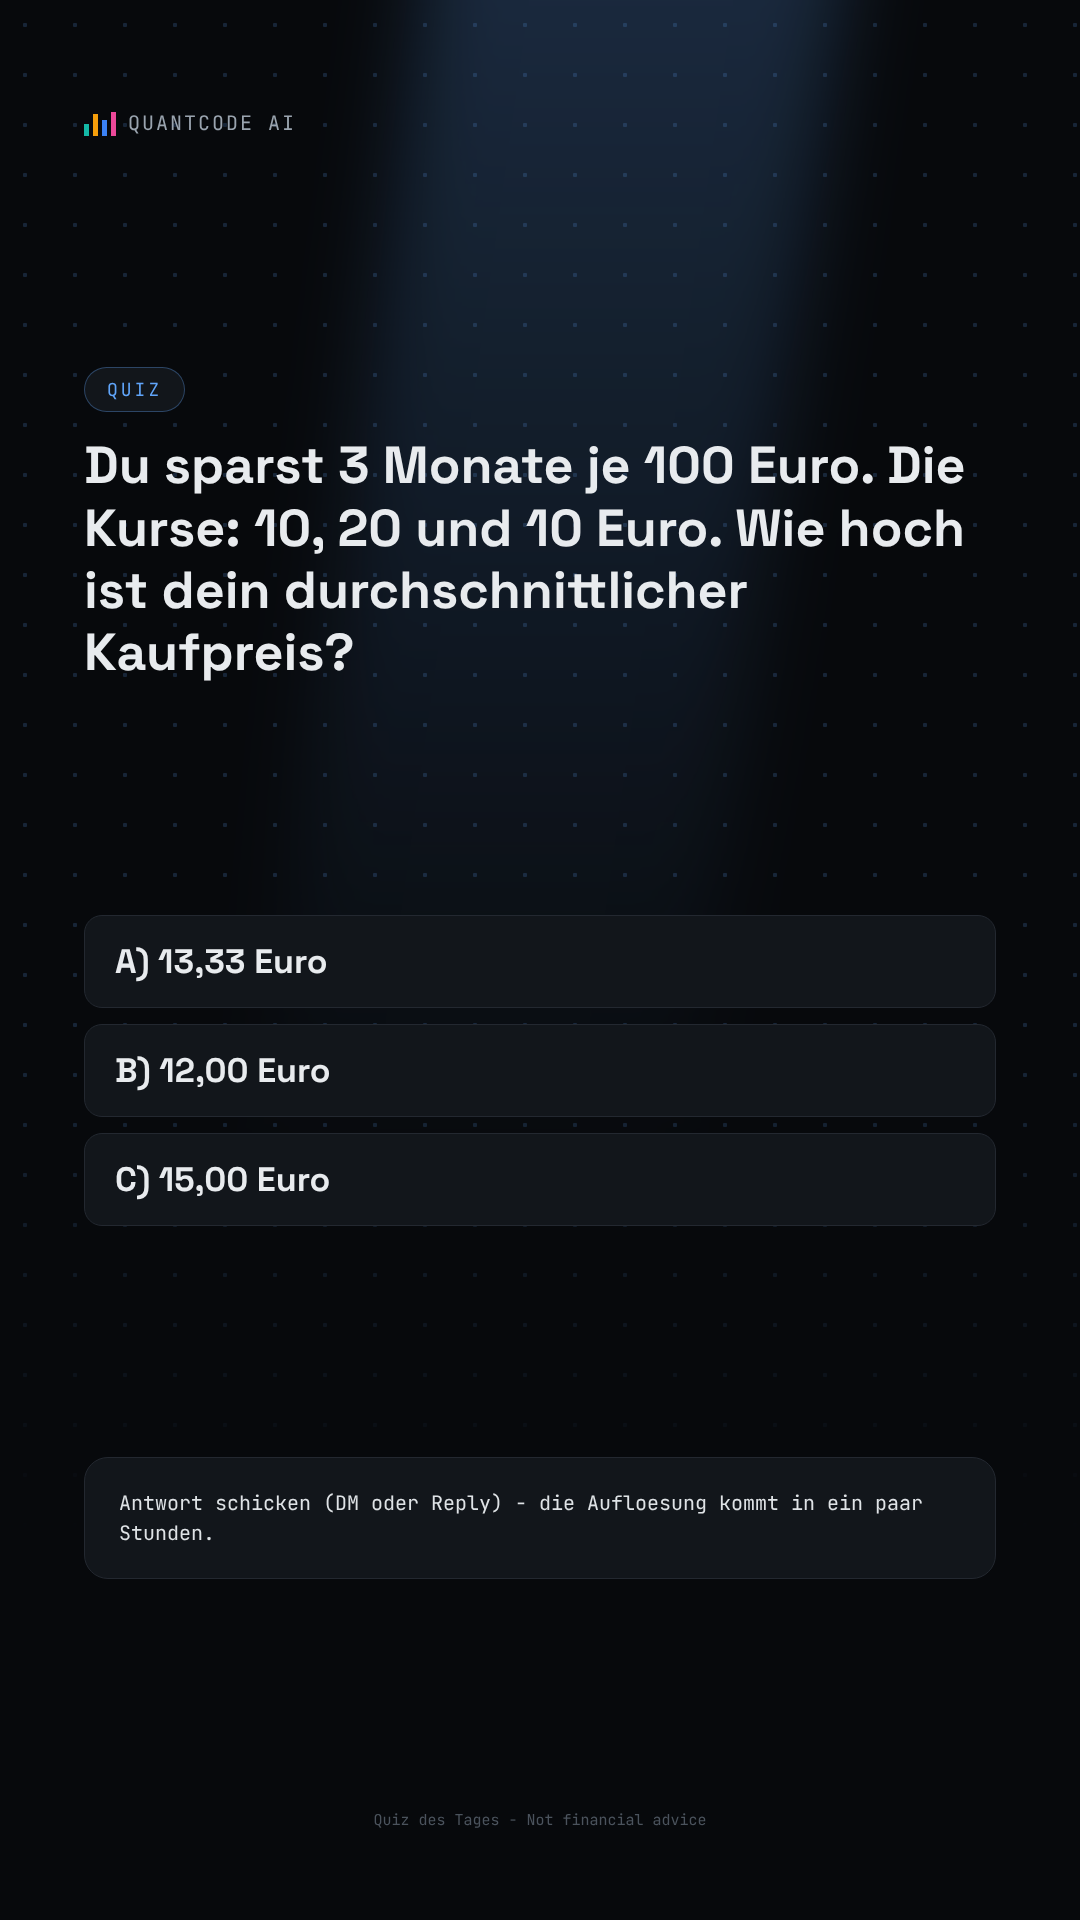 QUANTCODE AI
QUIZ
Du sparst 3 Monate je 100 Euro. Die
Kurse: 10, 20 und 10 Euro. Wie hoch
ist dein durchschnittlicher
Kaufpreis?
A) 13,33 Euro
B) 12,00 Euro
C) 15,00 Euro
Antwort schicken (DM oder Reply) - die Aufloesung kommt in ein paar
Stunden.
Quiz des Tages - Not financial advice